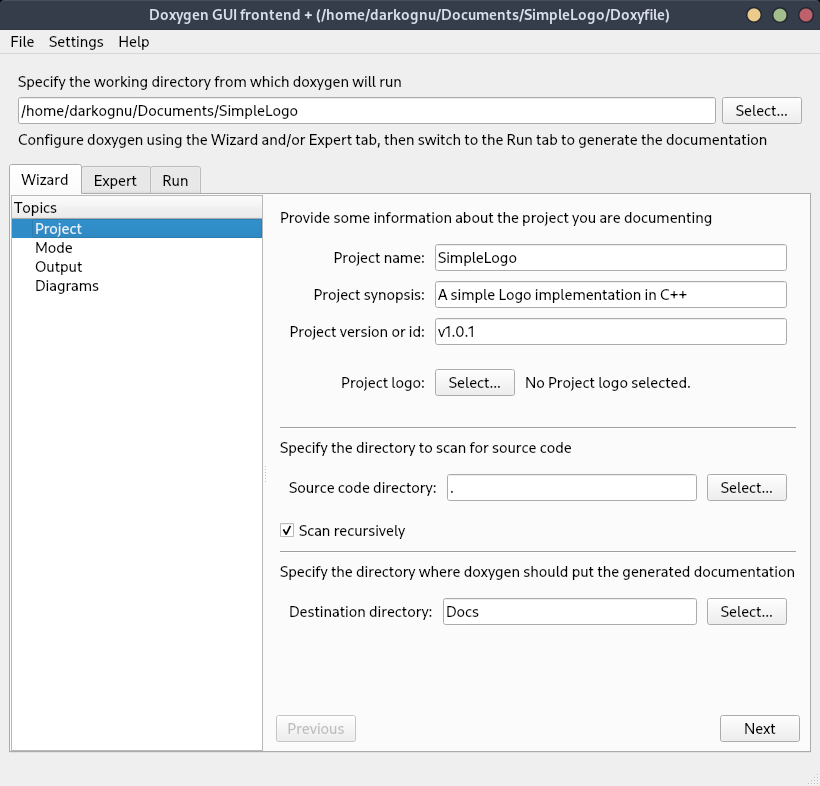 Doxygen GUI frontend + (/home/darkognu/Documents/SimpleLogo/Doxyfile)
File Settings Help
Specify the working directory from which doxygen will run
/home/darkognu/Documents/SimpleLogo Select...
Configure doxygen using the Wizard and/or Expert tab, then switch to the Run tab to generate the documentation
Wizard Expert Run
Topics
Project
Mode
Output
Diagrams
Provide some information about the project you are documenting
Project name: SimpleLogo
Project synopsis: A simple Logo implementation in C++
Project version or id: v1.0.1
Project logo: Select... No Project logo selected.
Specify the directory to scan for source code
Source code directory: . Select...
Scan recursively
Specify the directory where doxygen should put the generated documentation
Destination directory: Docs Select...
Previous Next